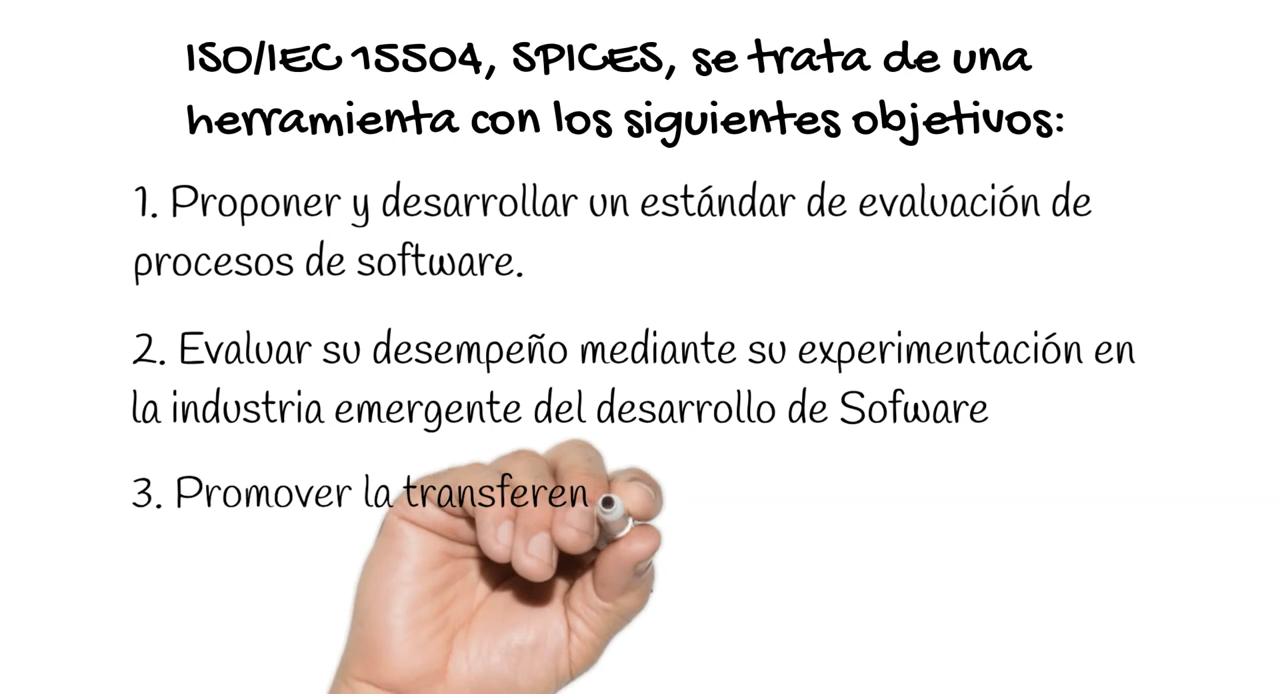 ISO/IEC 15504, SPICES, se trata de una
herramienta con los siguientes objetivos:
1. Proponer y desarrollar un estándar de evaluación de
procesos de software.
2. Evaluar su desempeño mediante su experimentación en
la industria emergente del desarrollo de Sofware
3. Promover la transferen